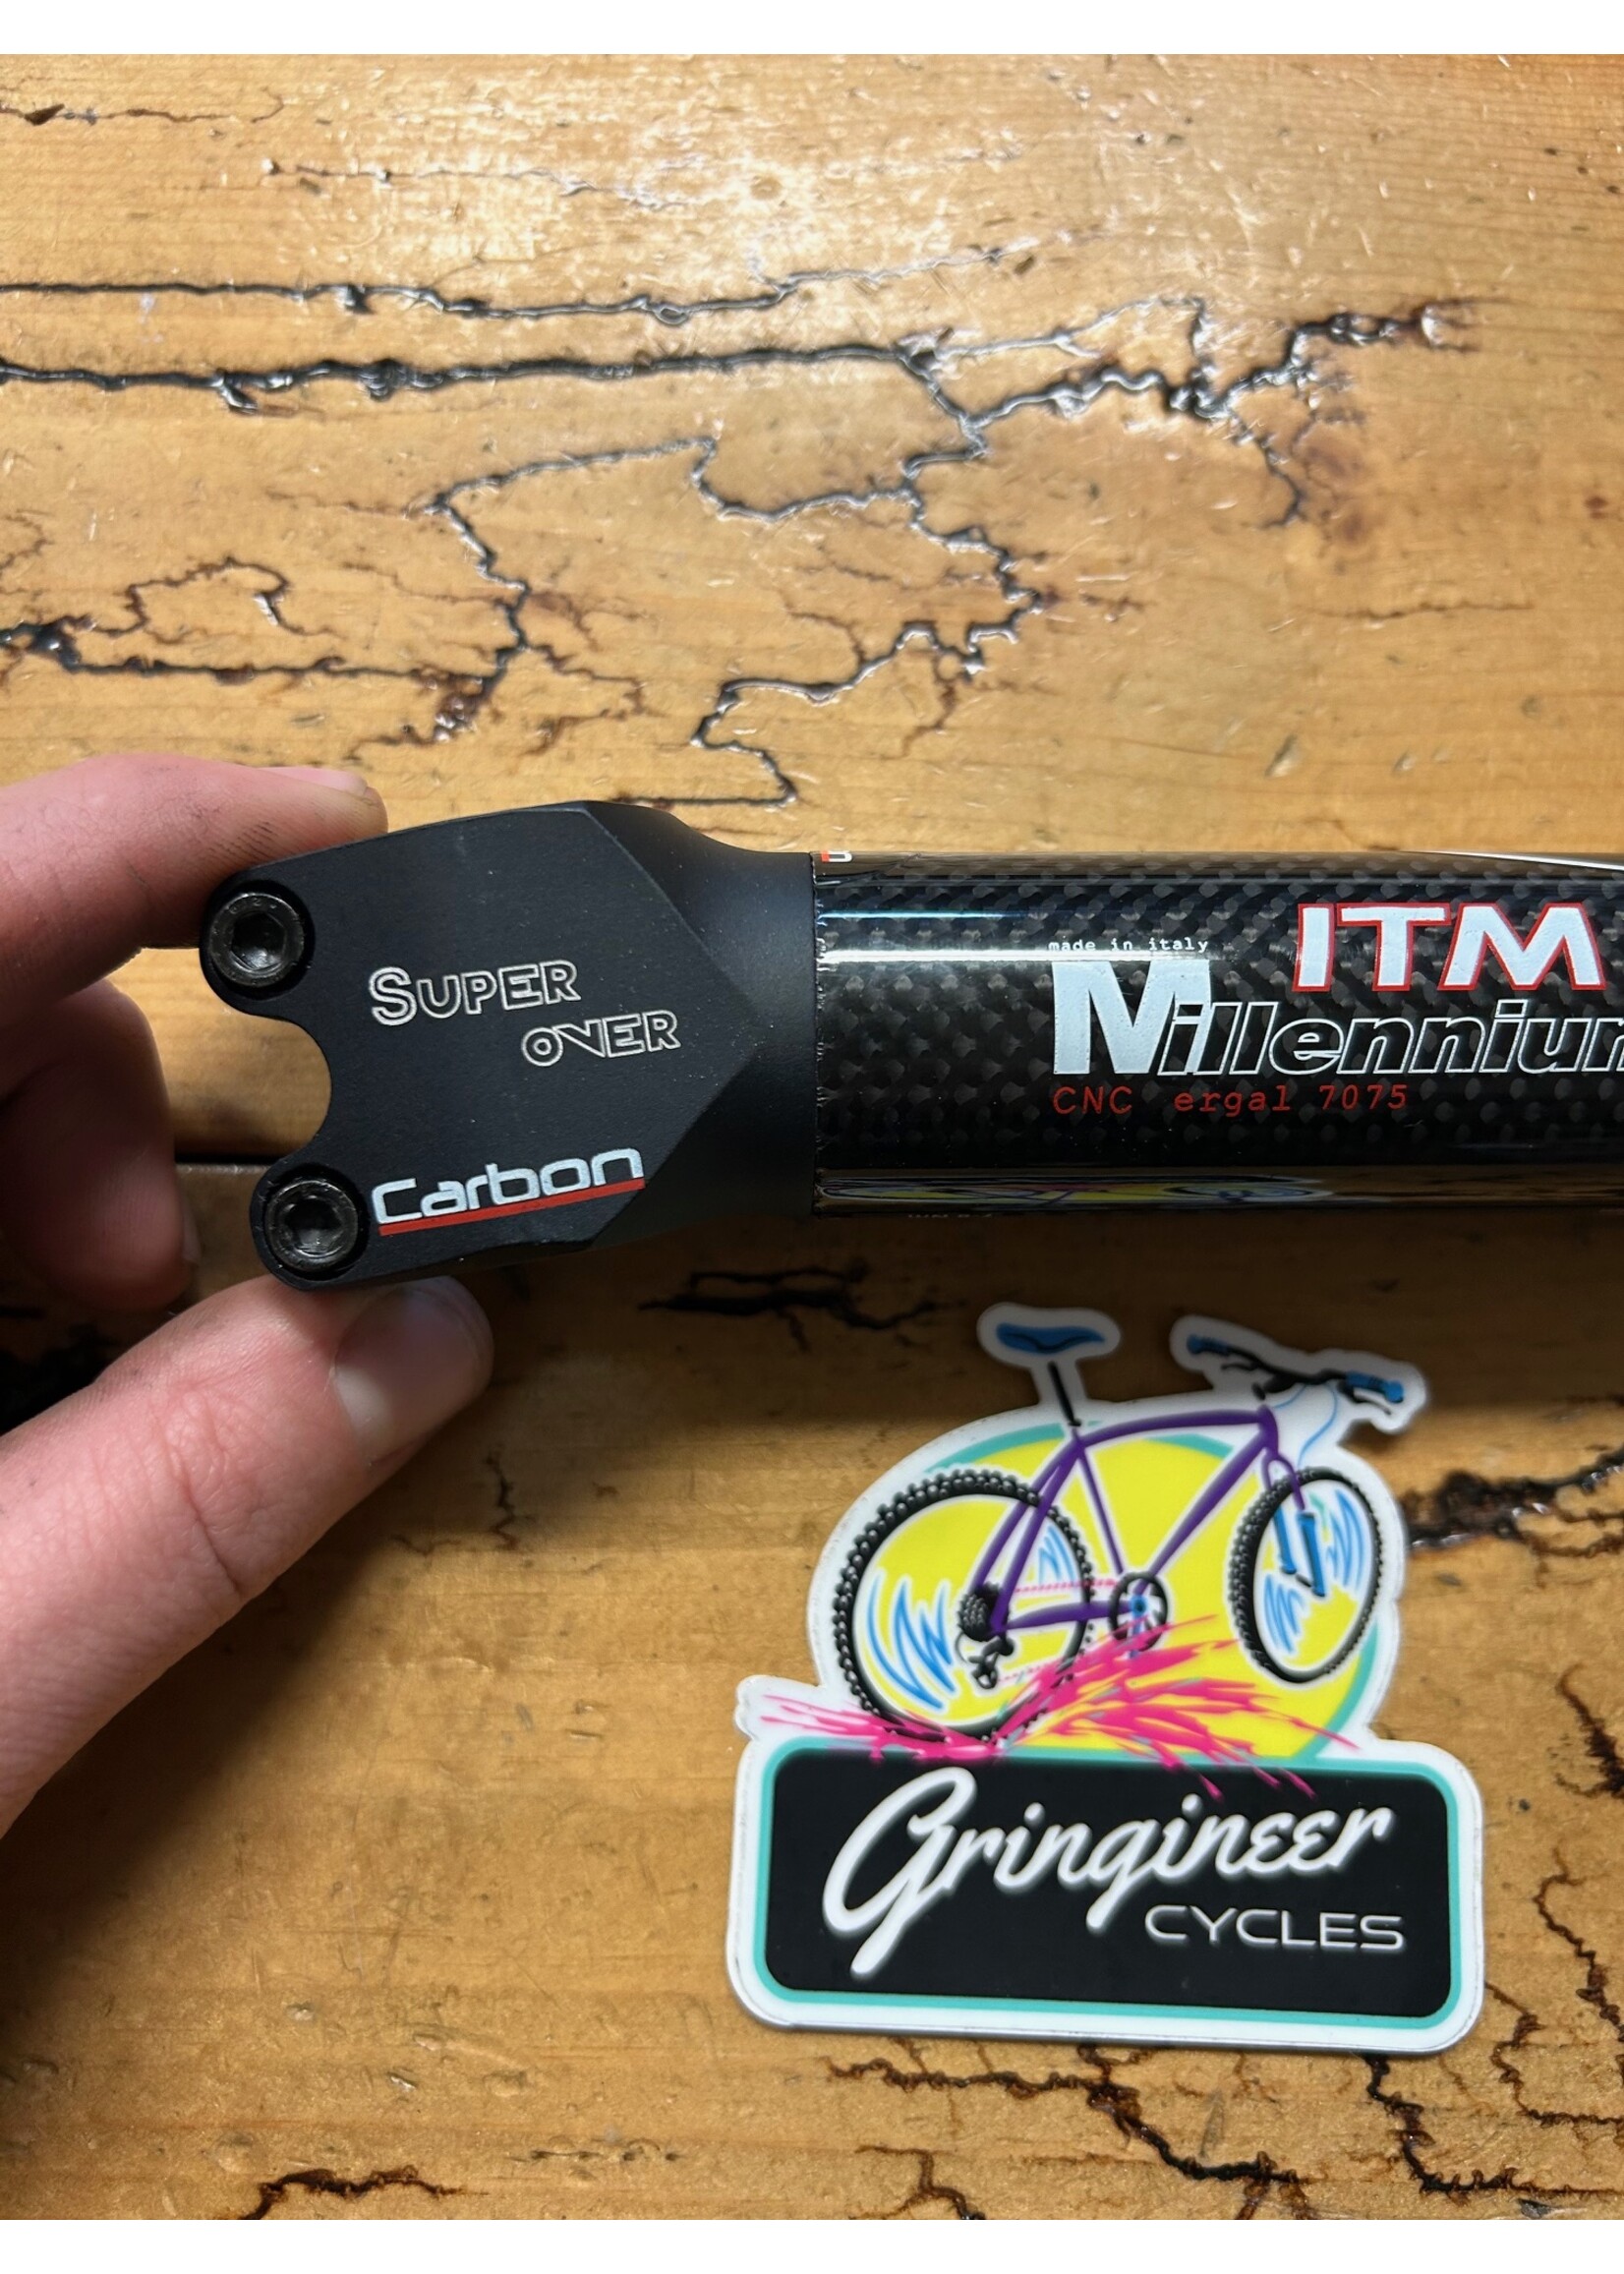 SUPER
OVER
Carbon
made in italy
ITM
Millennium
CNC ergal 7075
Gringineer
CYCLES